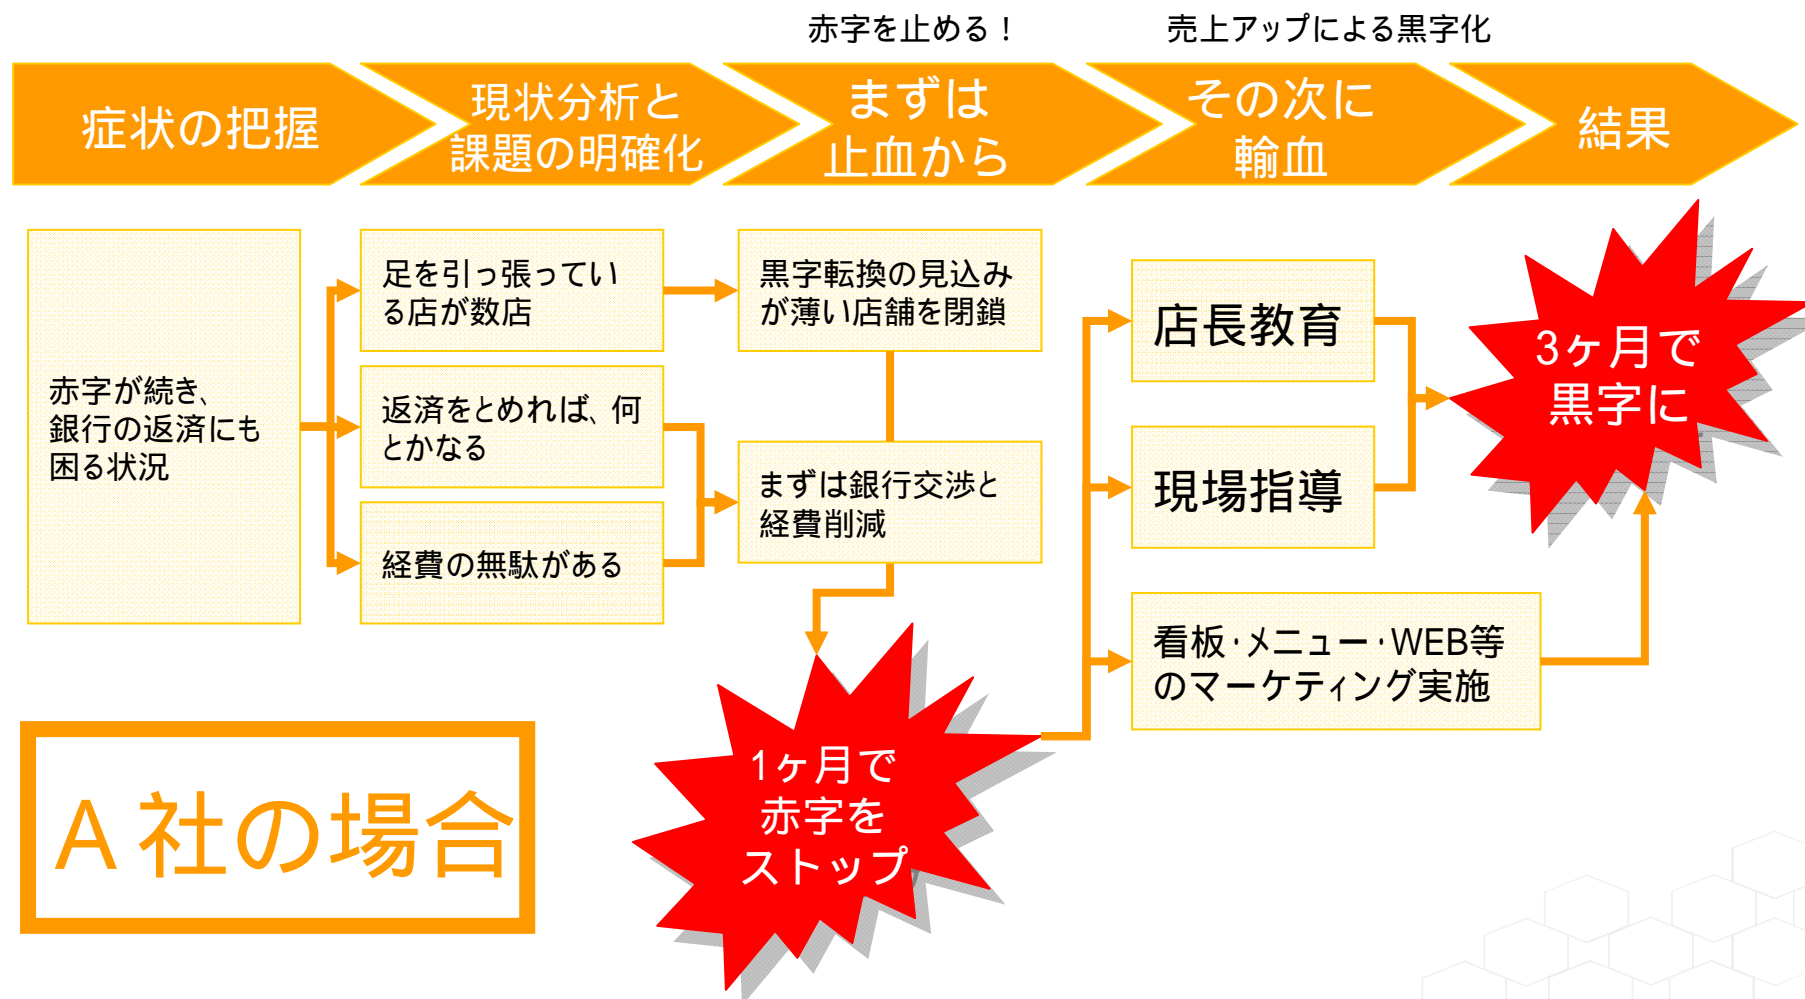 赤字を止める！
売上アップによる黒字化
症状の把握
現状分析と
課題の明確化
まずは
止血から
その次に
輸血
結果
赤字が続き、
銀行の返済にも
困る状況
足を引っ張ってい
る店が数店
返済をとめれば、何
とかなる
経費の無駄がある
黒字転換の見込み
が薄い店舗を閉鎖
まずは銀行交渉と
経費削減
1ヶ月で
赤字を
ストップ
店長教育
現場指導
看板・メニュー・WEB等
のマーケティング実施
3ヶ月で
黒字に
A社の場合